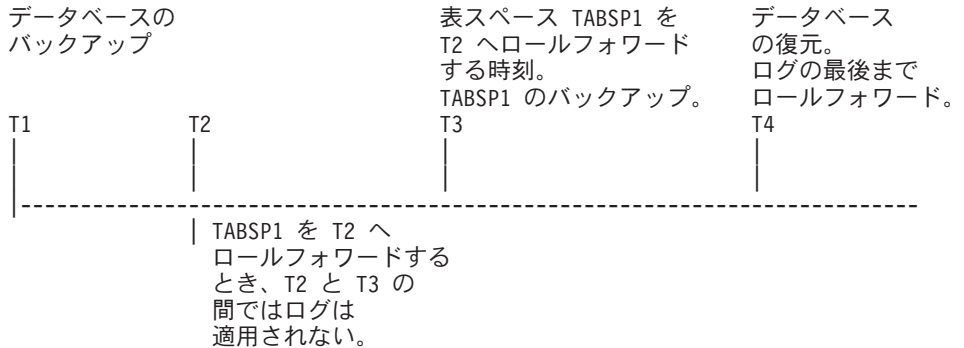 データベースの
バックアップ
表スペース TABSP1 を
T2 へロールフォワード
する時刻。
TABSP1 のバックアップ。
データベース
の復元。
ログの最後まで
ロールフォワード。
T1
T2
T3
T4
TABSP1 を T2 へ
ロールフォワードする
とき、T2 と T3 の
間ではログは
適用されない。